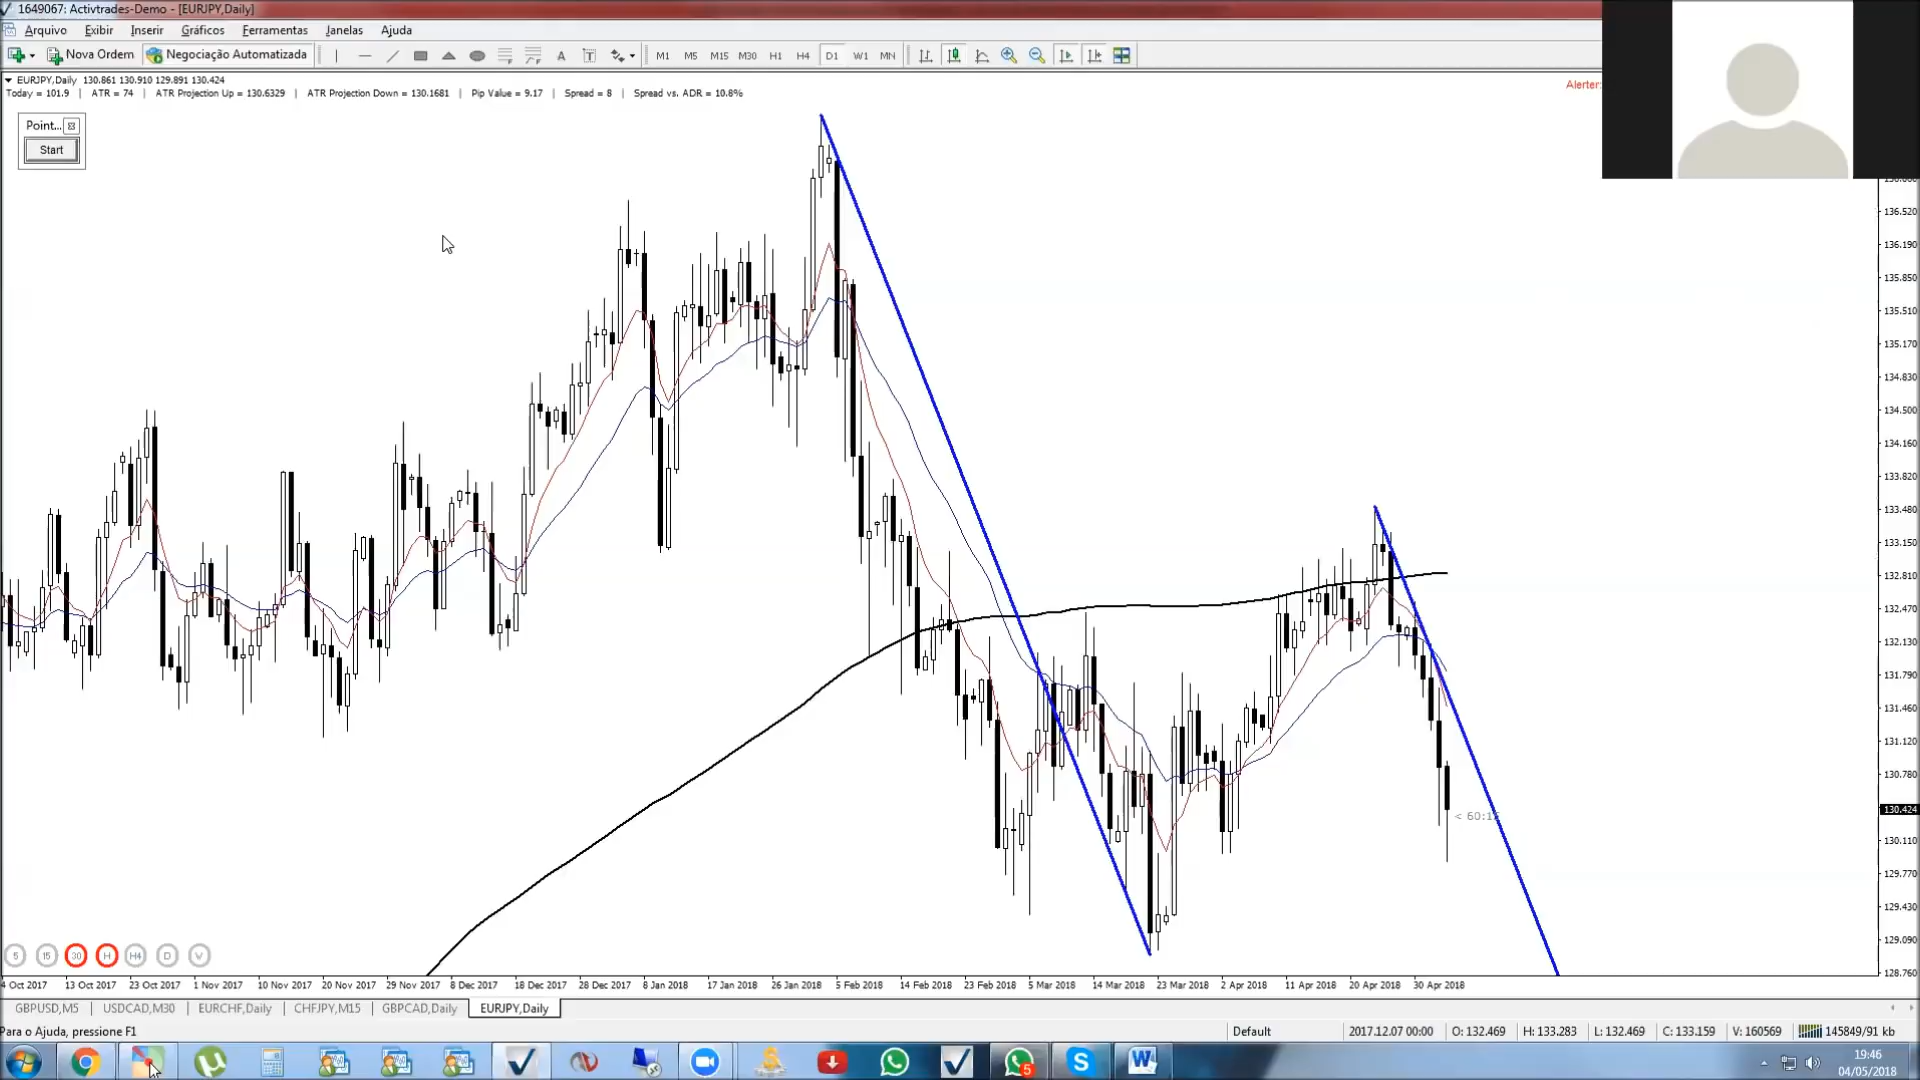 1649067: Activtrades-Demo - [EURJPY,Daily]
Arquivo Exibir Inserir Gráficos Ferramentas Janelas Ajuda
Nova Ordem Negociação Automatizada A T M1 M5 M15 M30 H1 H4 D1 W1 MN
EURJPY,Daily 130.861 130.910 129.891 130.424
Today = 101.9 | ATR = 74 | ATR Projection Up = 130.6329 | ATR Projection Down = 130.1681 | Pip Value = 9.17 | Spread = 8 | Spread vs. ADR = 10.8%
Alerter:
Point...
Start
136.520
136.190
135.850
135.510
135.170
134.830
134.500
134.160
133.820
133.480
133.150
132.810
132.470
132.130
131.790
131.460
131.120
130.780
130.424
< 60:1
130.110
129.770
129.430
129.090
128.760
5 15 30 H H4 D V
4 Oct 2017 13 Oct 2017 23 Oct 2017 1 Nov 2017 10 Nov 2017 20 Nov 2017 29 Nov 2017 8 Dec 2017 18 Dec 2017 28 Dec 2017 8 Jan 2018 17 Jan 2018 26 Jan 2018 5 Feb 2018 14 Feb 2018 23 Feb 2018 5 Mar 2018 14 Mar 2018 23 Mar 2018 2 Apr 2018 11 Apr 2018 20 Apr 2018 30 Apr 2018
GBPUSD,M5 USDCAD,M30 EURCHF,Daily CHFJPY,M15 GBPCAD,Daily EURJPY,Daily
Para o Ajuda, pressione F1 Default 2017.12.07 00:00 O: 132.469 H: 133.283 L: 132.469 C: 133.159 V: 160569 145849/91 kb
5
19:46
04/05/2018